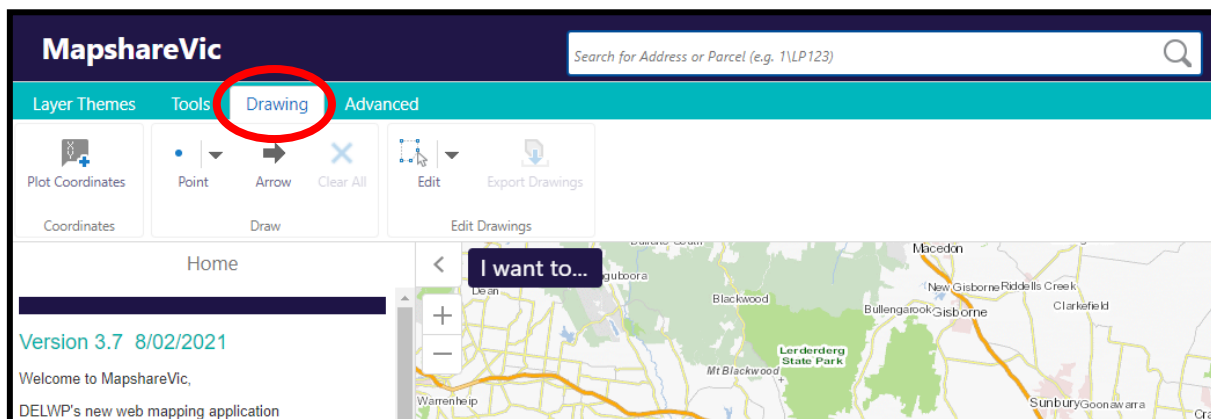 MapshareVic
Search for Address or Parcel (e.g. 1\LP123)
Layer Themes Tools Drawing Advanced
Plot Coordinates Point Arrow Clear All Edit Export Drawings
Coordinates Draw Edit Drawings
Home
Version 3.7 8/02/2021
Welcome to MapshareVic,
DELWP's new web mapping application
I want to...
Macedon
Dean
Blackwood
New Gisborne Riddells Creek
Bullengarook Gisborne
Clarkefield
Lerderderg
State Park
Mt Blackwood
Warrenheip
Sunbury Goonawarra